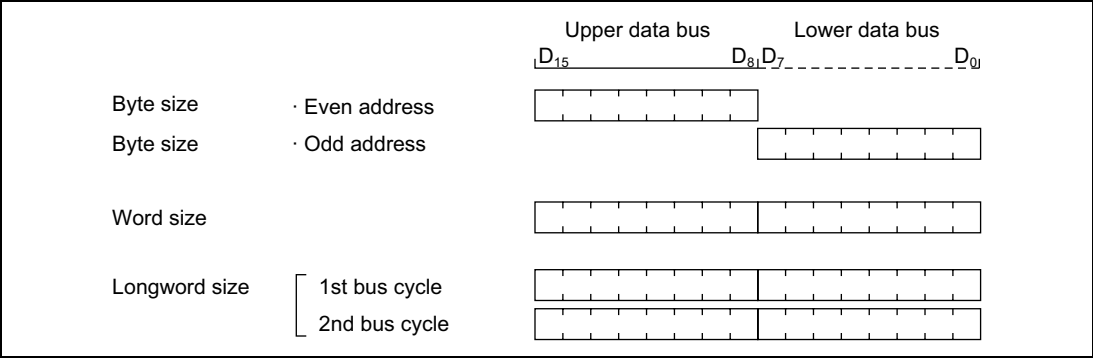 Upper data bus Lower data bus
D15 D8 D7 D0
Byte size · Even address
Byte size · Odd address
Word size
Longword size 1st bus cycle
2nd bus cycle